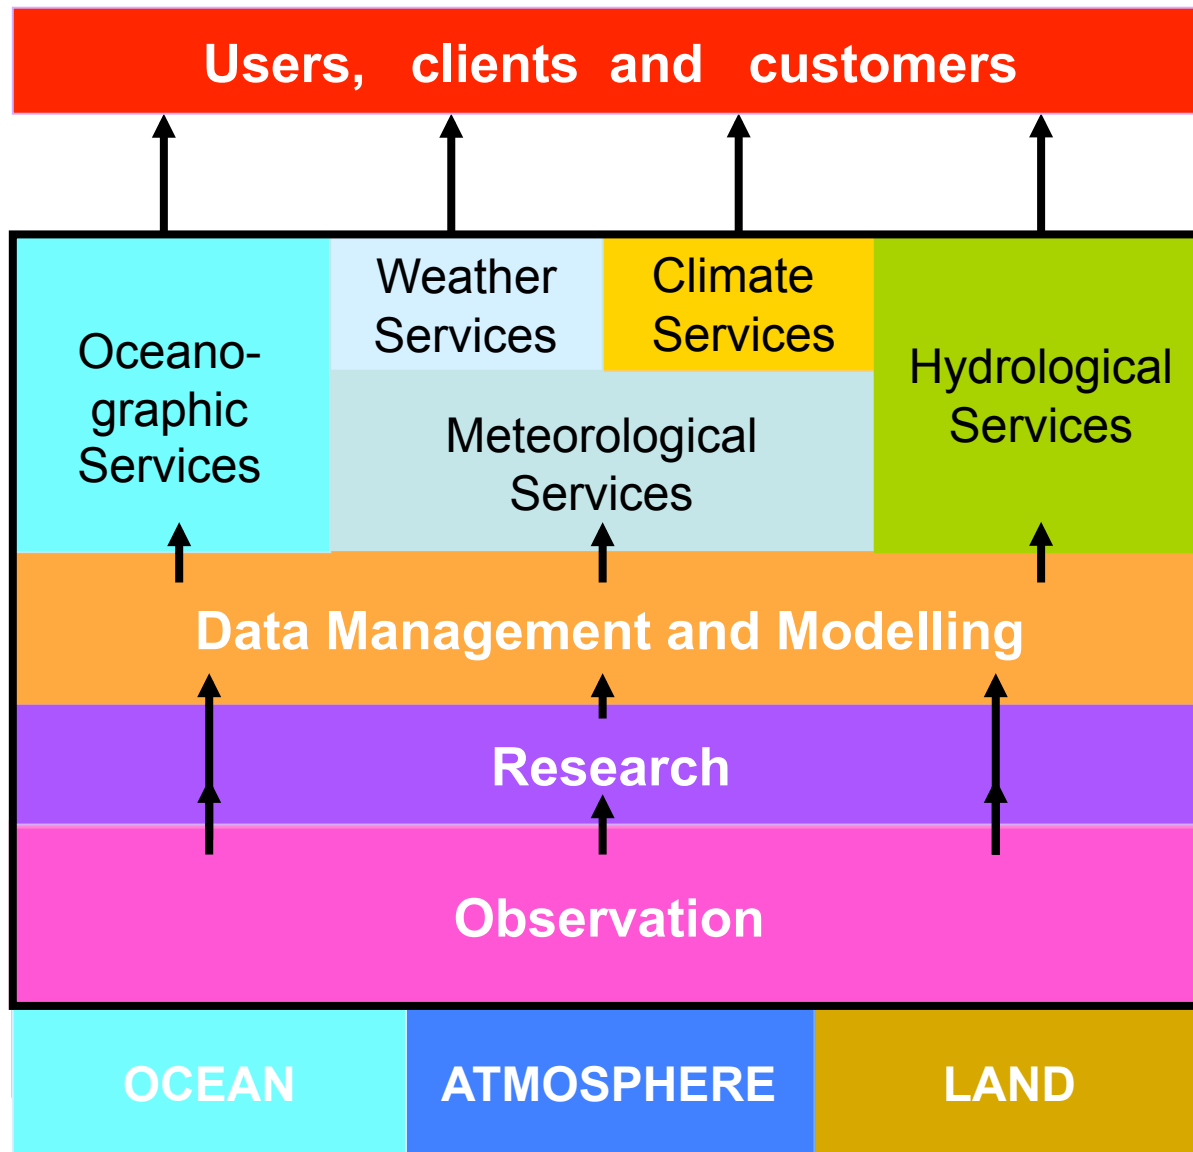 Users, clients and customers
Oceano-
graphic
Services
Weather
Services
Climate
Services
Meteorological
Services
Hydrological
Services
Data Management and Modelling
Research
Observation
OCEAN
ATMOSPHERE
LAND